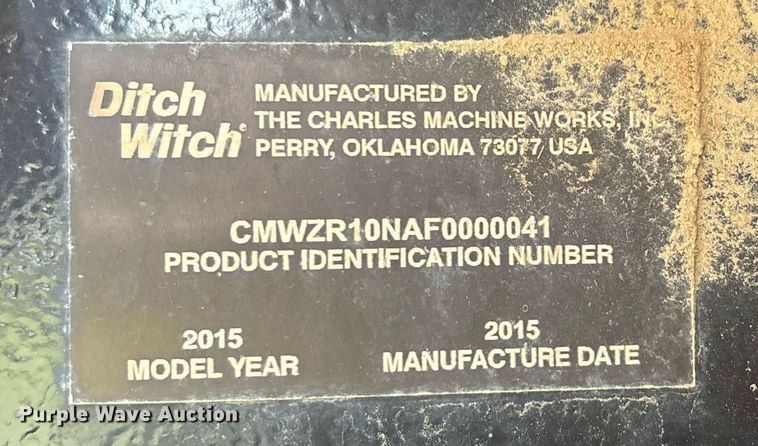 Ditch
Witch®
MANUFACTURED BY
THE CHARLES MACHINE WORKS, INC.
PERRY, OKLAHOMA 73077 USA
CMWZR10NAF0000041
PRODUCT IDENTIFICATION NUMBER
2015
MODEL YEAR
2015
MANUFACTURE DATE
Purple Wave Auction